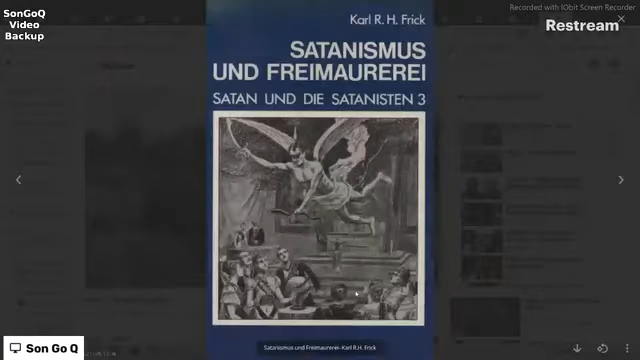 SonGoQ
Video
Backup
Recorded with IObit Screen Recorder
Restream
Karl R. H. Frick
SATANISMUS
UND FREIMAUREREI
SATAN UND DIE SATANISTEN 3
Satanismus und Freimaurerei- Karl R.H. Frick
Son Go Q